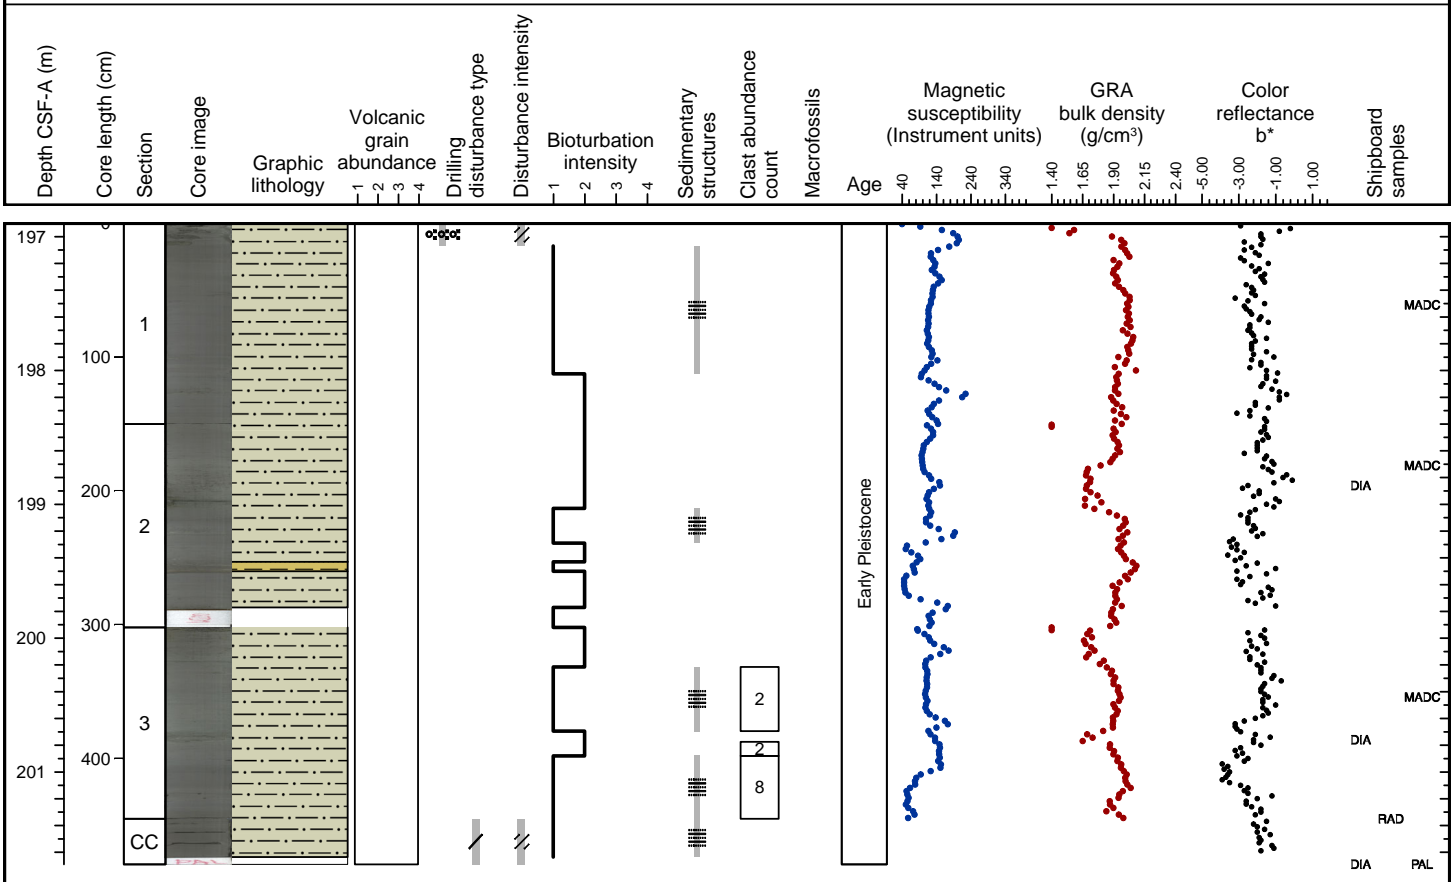 Depth CSF-A (m)
Core length (cm)
Section
Core image
Graphic
lithology
Volcanic
grain
abundance
1 2 3 4
Drilling
disturbance type
Disturbance intensity
Bioturbation
intensity
1 2 3 4
Sedimentary
structures
Clast abundance
count
Macrofossils
Age
Magnetic
susceptibility
(Instrument units)
40 140 240 340
GRA
bulk density
(g/cm³)
1.40 1.65 1.90 2.15 2.40
Color
reflectance
b*
-5.00 -3.00 -1.00 1.00
Shipboard
samples
197
198
199
200
201
0
100
200
300
400
1
2
3
CC
PAL
2
2
8
Early Pleistocene
MADC
MADC
DIA
MADC
DIA
RAD
DIA PAL